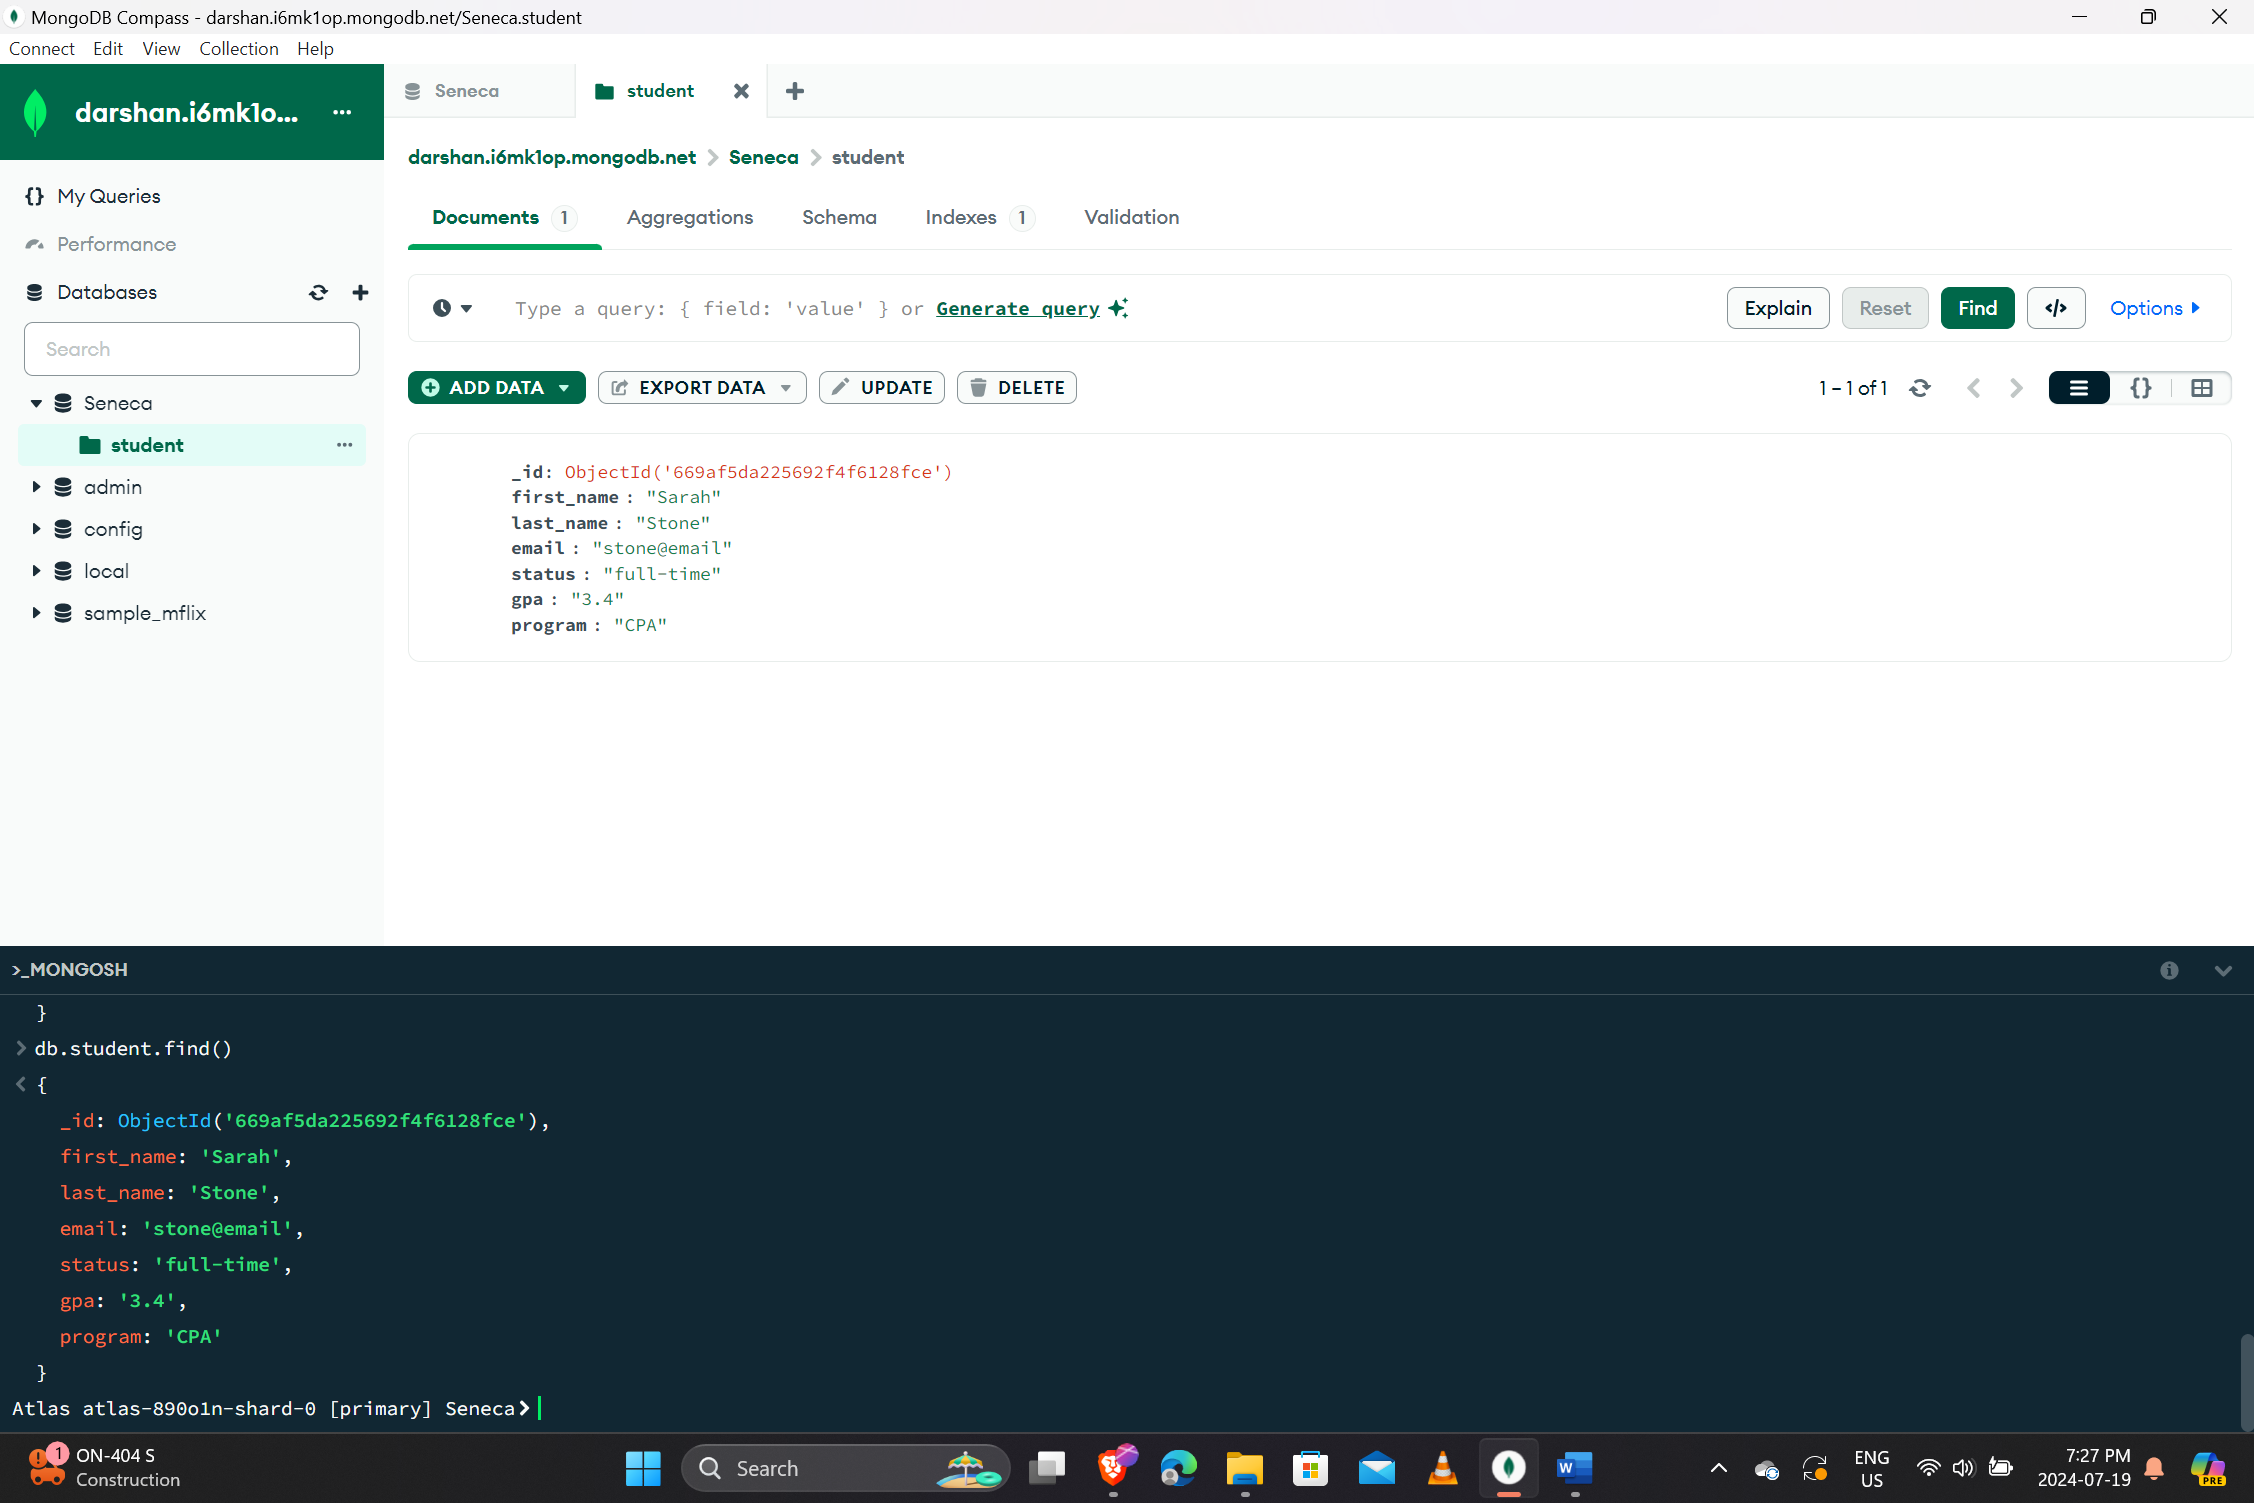 MongoDB Compass - darshan.i6mk1op.mongodb.net/Seneca.student
Connect Edit View Collection Help
darshan.i6mk1o... ...
Seneca
student
darshan.i6mk1op.mongodb.net > Seneca > student
{} My Queries
Performance
Databases
Search
Seneca
student ...
admin
config
local
sample_mflix
Documents 1 Aggregations Schema Indexes 1 Validation
Type a query: { field: 'value' } or Generate query
Explain Reset Find </> Options
ADD DATA EXPORT DATA UPDATE DELETE
1 – 1 of 1 {}
_id: ObjectId('669af5da225692f4f6128fce')
first_name : "Sarah"
last_name : "Stone"
email : "stone@email"
status : "full-time"
gpa : "3.4"
program : "CPA"
>_MONGOSH
}
> db.student.find()
< {
_id: ObjectId('669af5da225692f4f6128fce'),
first_name: 'Sarah',
last_name: 'Stone',
email: 'stone@email',
status: 'full-time',
gpa: '3.4',
program: 'CPA'
}
Atlas atlas-890o1n-shard-0 [primary] Seneca>
1
ON-404 S
Construction
Search
W
ENG
US
7:27 PM
2024-07-19
PRE